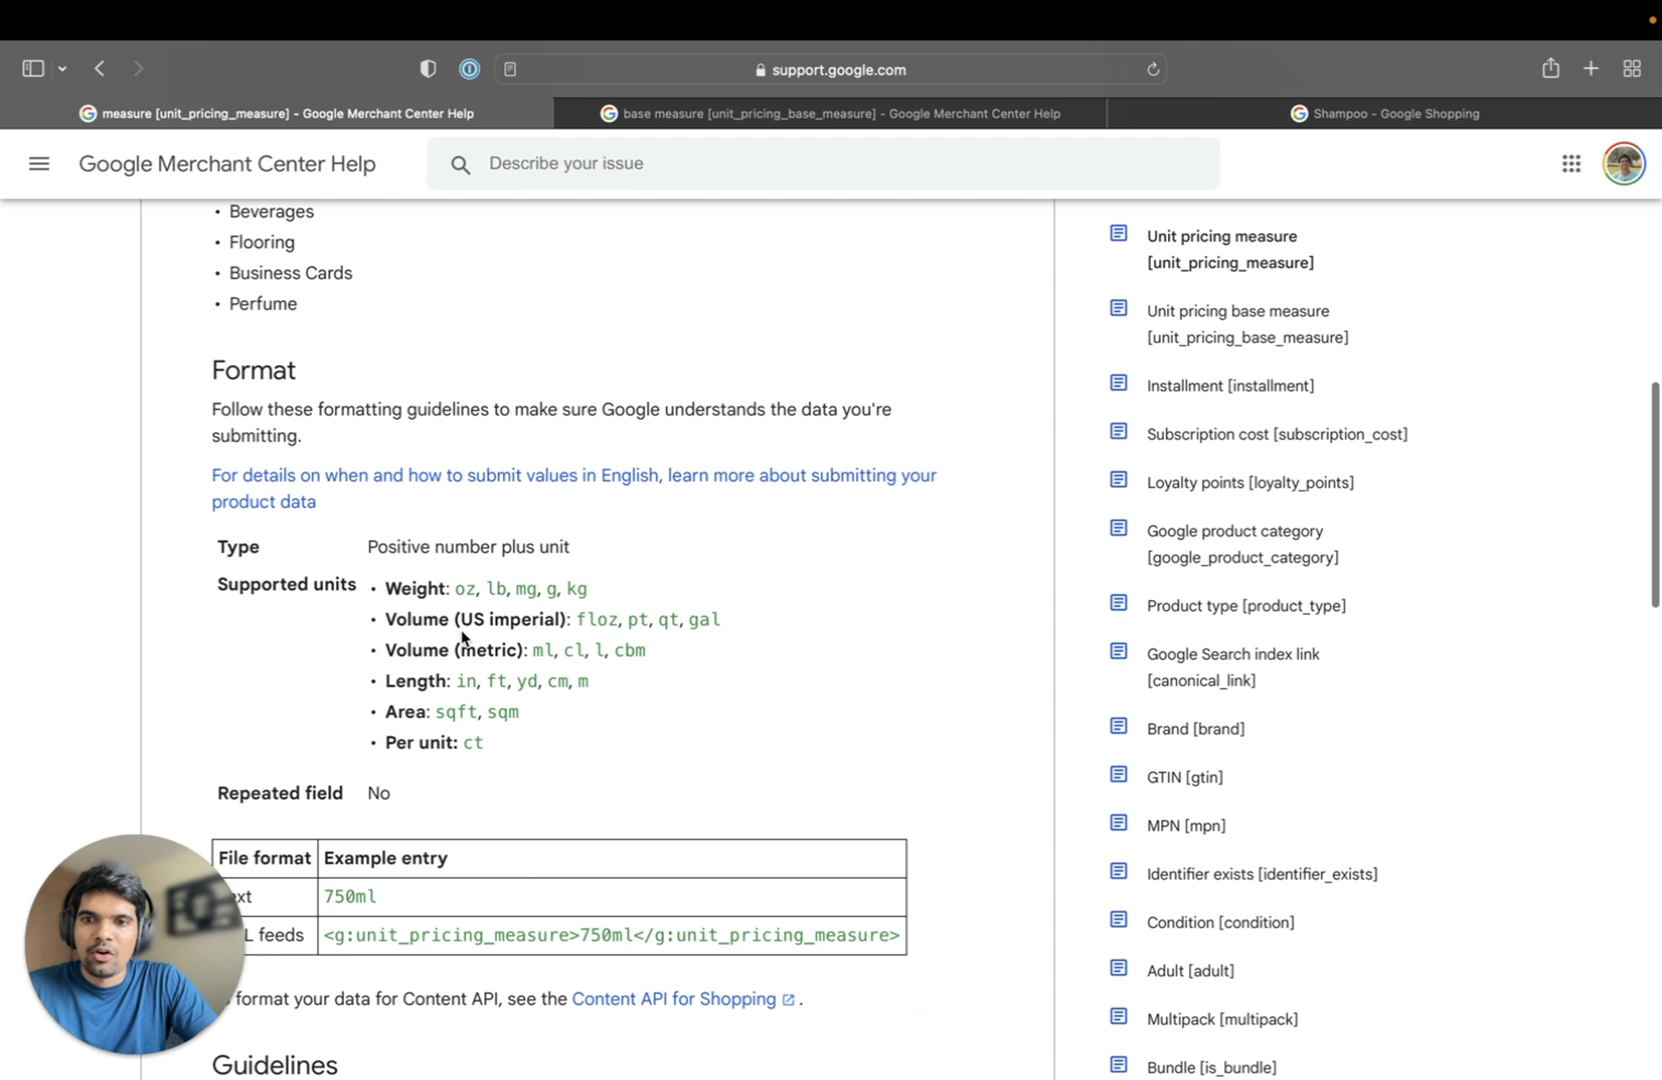 support.google.com
measure [unit_pricing_measure] - Google Merchant Center Help
base measure [unit_pricing_base_measure] - Google Merchant Center Help
Shampoo - Google Shopping
Google Merchant Center Help
Describe your issue
• Beverages
• Flooring
• Business Cards
• Perfume
Format
Follow these formatting guidelines to make sure Google understands the data you're
submitting.
For details on when and how to submit values in English, learn more about submitting your
product data
Type Positive number plus unit
Supported units
• Weight: oz, lb, mg, g, kg
• Volume (US imperial): floz, pt, qt, gal
• Volume (metric): ml, cl, l, cbm
• Length: in, ft, yd, cm, m
• Area: sqft, sqm
• Per unit: ct
Repeated field No
File format Example entry
ext 750ml
L feeds <g:unit_pricing_measure>750ml</g:unit_pricing_measure>
format your data for Content API, see the Content API for Shopping .
Guidelines
Unit pricing measure
[unit_pricing_measure]
Unit pricing base measure
[unit_pricing_base_measure]
Installment [installment]
Subscription cost [subscription_cost]
Loyalty points [loyalty_points]
Google product category
[google_product_category]
Product type [product_type]
Google Search index link
[canonical_link]
Brand [brand]
GTIN [gtin]
MPN [mpn]
Identifier exists [identifier_exists]
Condition [condition]
Adult [adult]
Multipack [multipack]
Bundle [is_bundle]